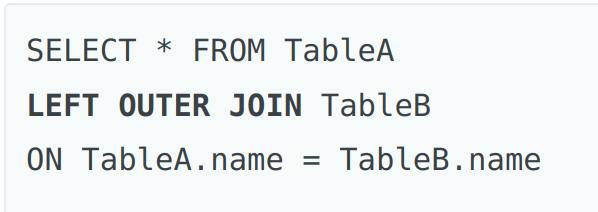 SELECT * FROM TableA
LEFT OUTER JOIN TableB
ON TableA.name = TableB.name